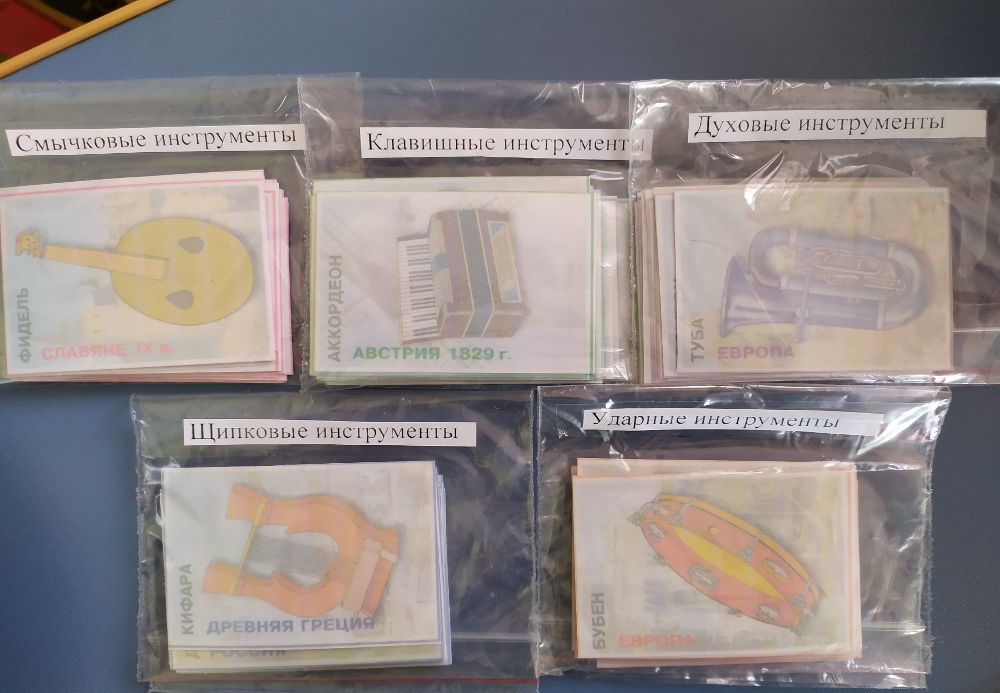 Смычковые инструменты
ФИДЕЛЬ
СЛАВЯНЕ IX в.
Клавишные инструменты
АККОРДЕОН
АВСТРИЯ 1829 г.
Духовые инструменты
ТУБА
ЕВРОПА
Щипковые инструменты
КИФАРА
ДРЕВНЯЯ ГРЕЦИЯ
РОССИЯ
Ударные инструменты
БУБЕН
ЕВРОПА